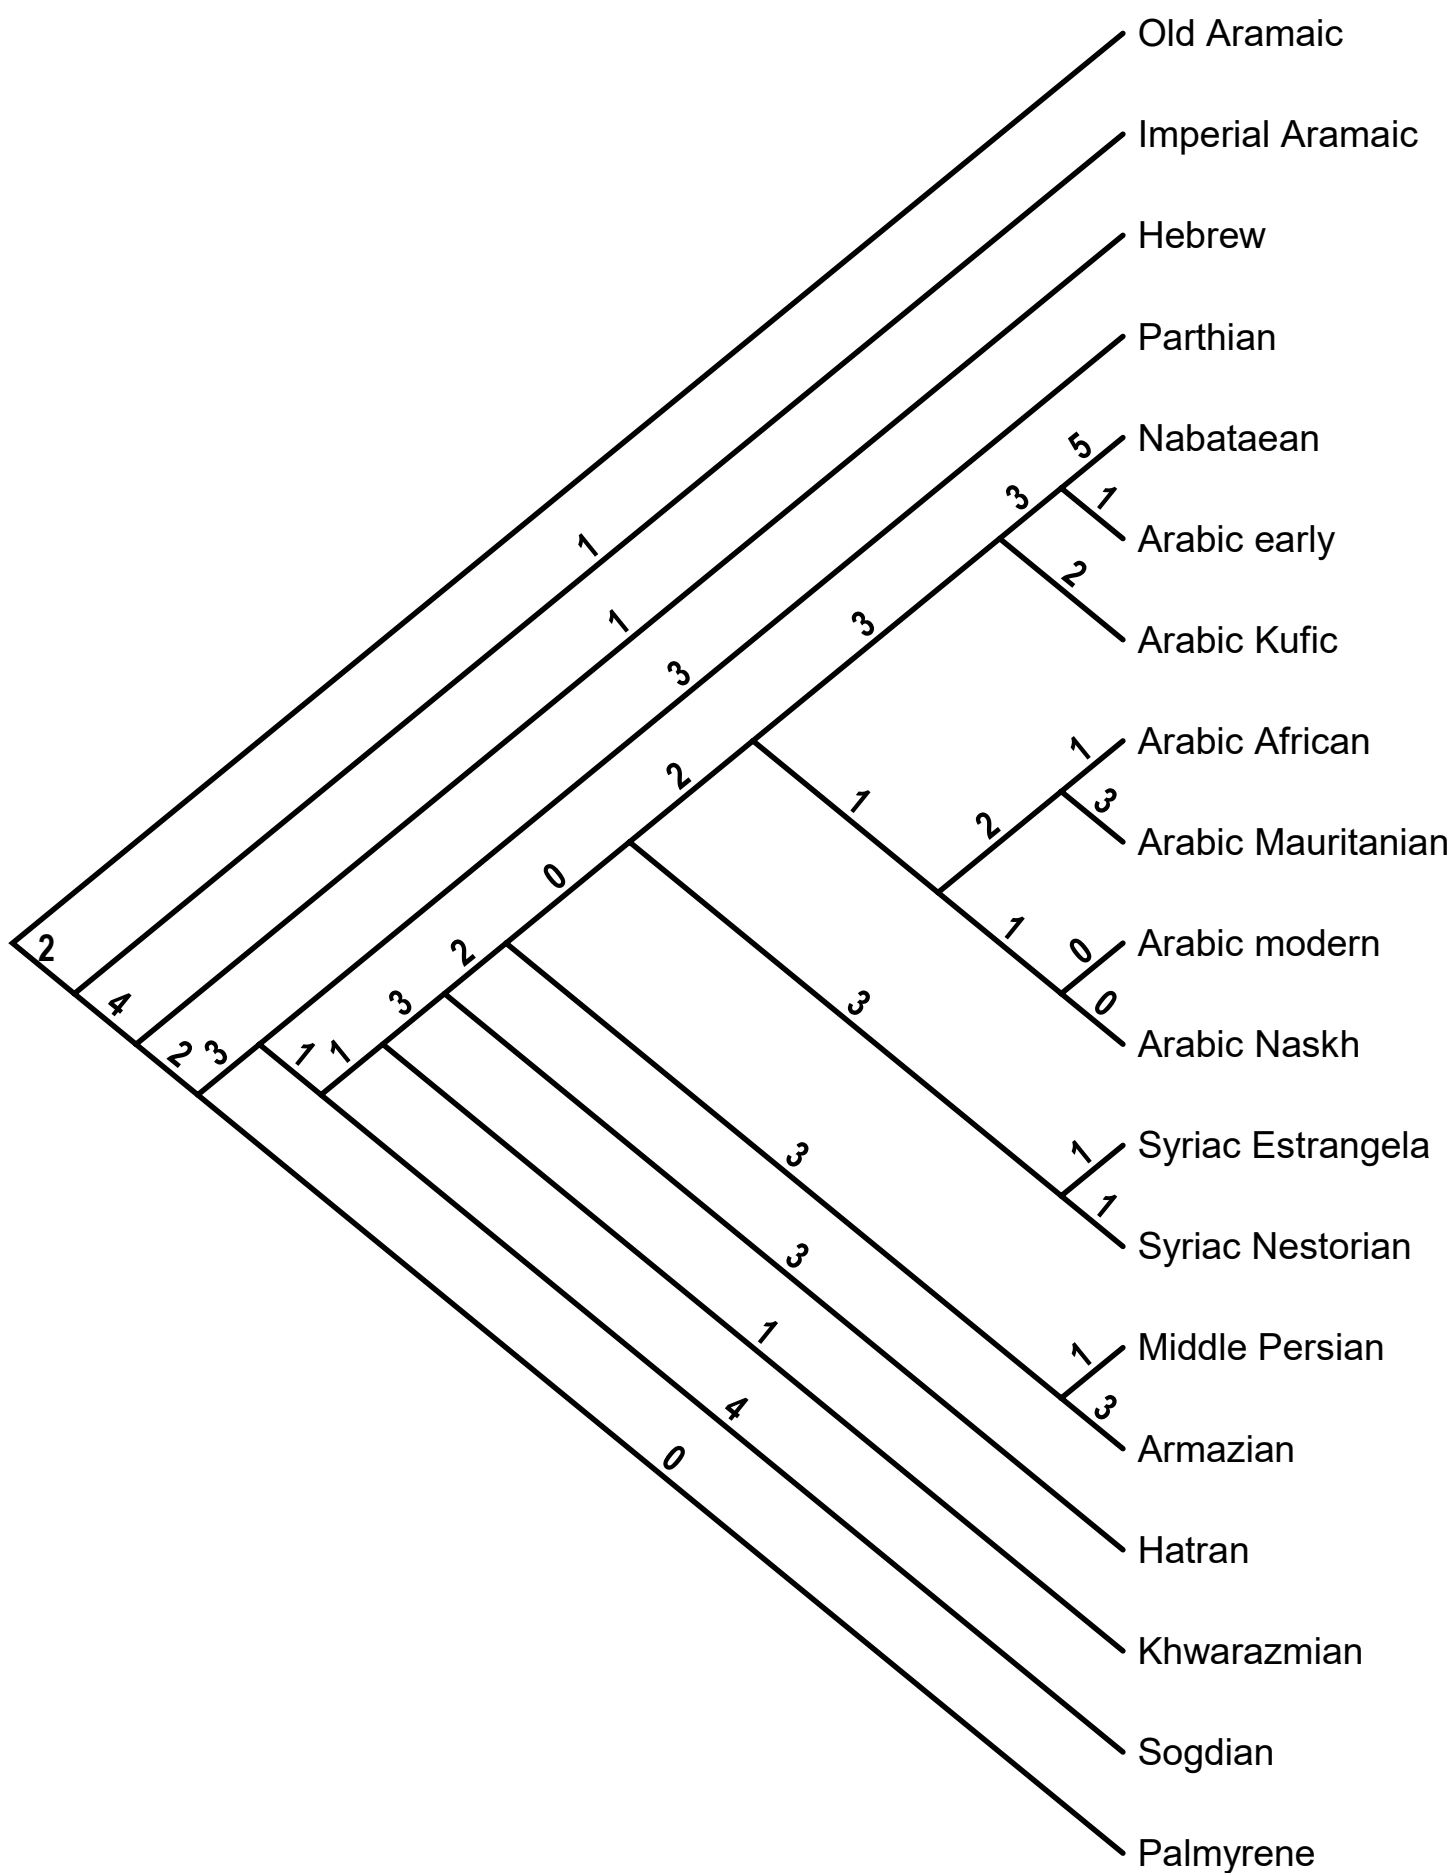 Old Aramaic
Imperial Aramaic
Hebrew
Parthian
5
Nabataean
3
1
Arabic early
1
2
1
3
Arabic Kufic
3
2
1
Arabic African
1
3
2
Arabic Mauritanian
0
2
1
0
Arabic modern
2
4
3
3
0
2
3
1
1
Arabic Naskh
3
1
Syriac Estrangela
1
Syriac Nestorian
3
1
1
Middle Persian
4
3
0
Armazian
Hatran
Khwarazmian
Sogdian
Palmyrene